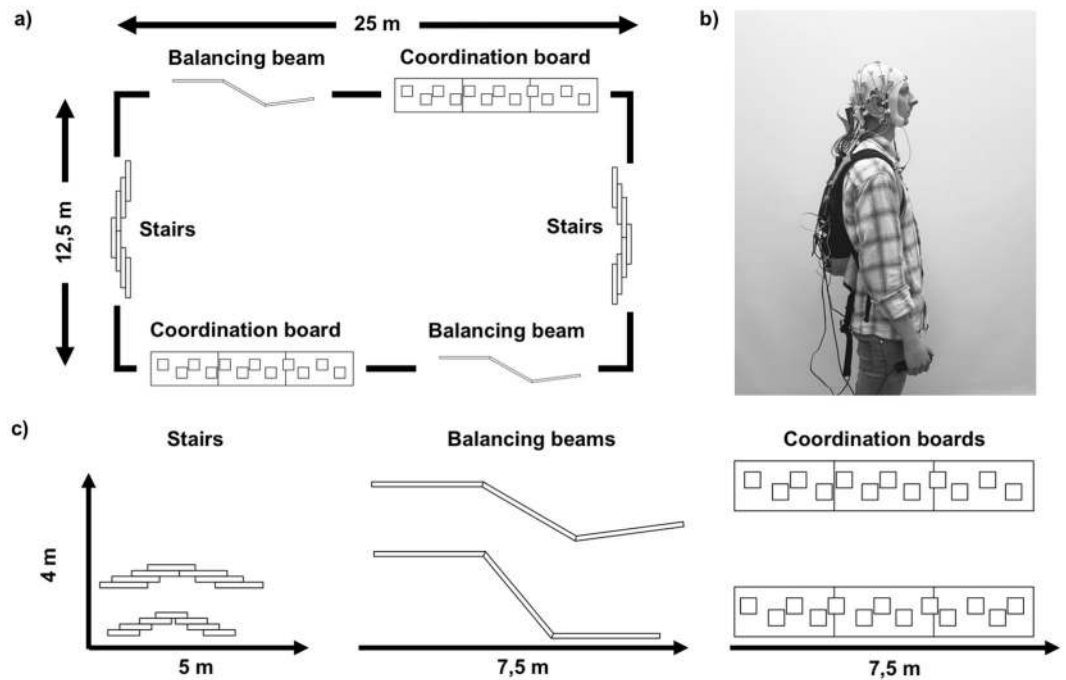 a)
25 m
b)
Balancing beam
Coordination board
12,5 m
Stairs
Stairs
Coordination board
Balancing beam
c)
Stairs
Balancing beams
Coordination boards
4 m
5 m
7,5 m
7,5 m